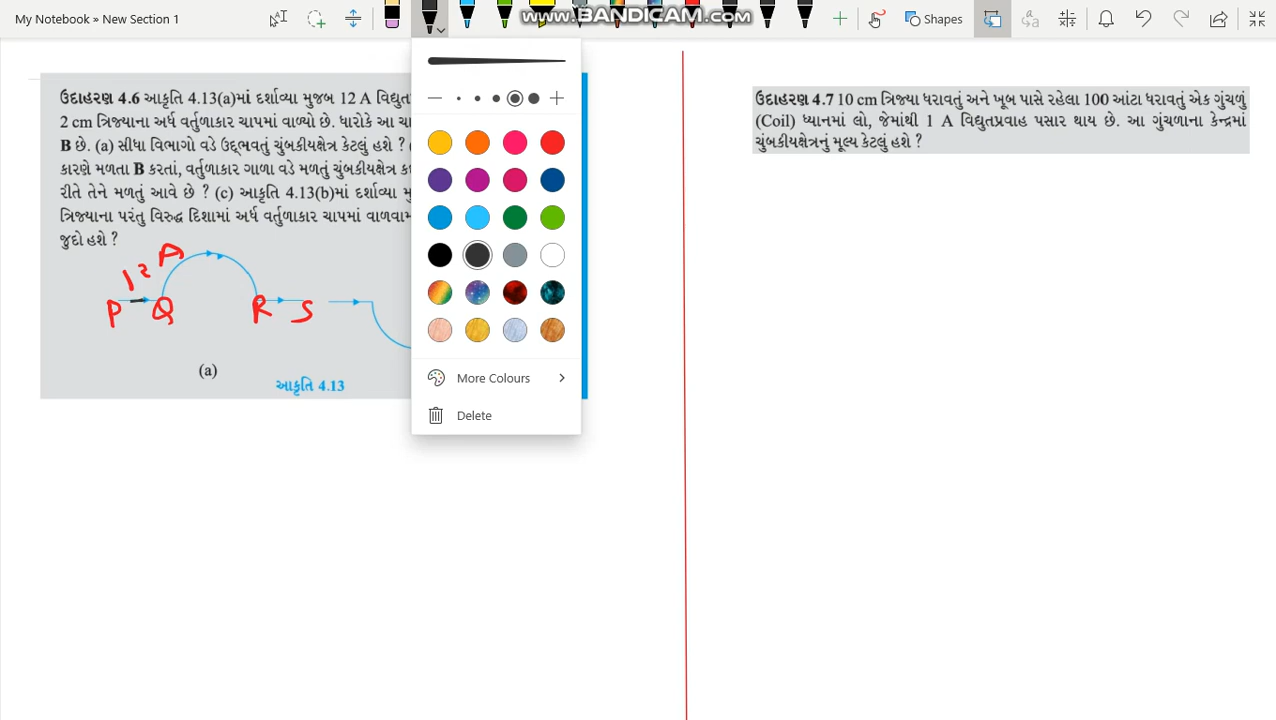 My Notebook » New Section 1
www.BANDICAM.com
Shapes
ઉદાહરણ 4.6 આકૃતિ 4.13(a)માં દર્શાવ્યા મુજબ 12 A વિદ્યુત
2 cm ત્રિજ્યાના અર્ધ વર્તુળાકાર ચાપમાં વાળ્યો છે. ધારોકે આ ચા
B છે. (a) સીધા વિભાગો વડે ઉદ્ભવતું ચુંબકીયક્ષેત્ર કેટલું હશે ? (
કારણે મળતા B કરતાં, વર્તુળાકાર ગાળા વડે મળતું ચુંબકીયક્ષેત્ર ક
રીતે તેને મળતું આવે છે ? (c) આકૃતિ 4.13(b)માં દર્શાવ્યા મુ
ત્રિજ્યાના પરંતુ વિરુદ્ધ દિશામાં અર્ધ વર્તુળાકાર ચાપમાં વાળવામ
જુદો હશે ?
12 A
P Q R S
(a)
આકૃતિ 4.13
More Colours
Delete
ઉદાહરણ 4.7 10 cm ત્રિજ્યા ધરાવતું અને ખૂબ પાસે રહેલા 100 આંટા ધરાવતું એક ગુંચળું
(Coil) ધ્યાનમાં લો, જેમાંથી 1 A વિદ્યુતપ્રવાહ પસાર થાય છે. આ ગુંચળાના કેન્દ્રમાં
ચુંબકીયક્ષેત્રનું મૂલ્ય કેટલું હશે ?